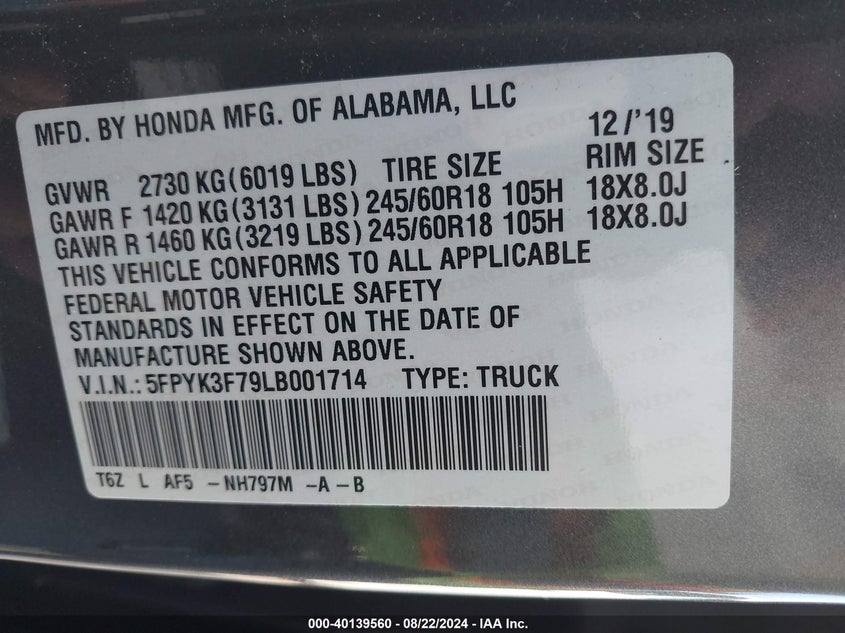 MFD. BY HONDA MFG. OF ALABAMA, LLC 12/'19
GVWR 2730 KG(6019 LBS) TIRE SIZE RIM SIZE
GAWR F 1420 KG(3131 LBS) 245/60R18 105H 18X8.0J
GAWR R 1460 KG(3219 LBS) 245/60R18 105H 18X8.0J
THIS VEHICLE CONFORMS TO ALL APPLICABLE
FEDERAL MOTOR VEHICLE SAFETY
STANDARDS IN EFFECT ON THE DATE OF
MANUFACTURE SHOWN ABOVE.
V.I.N.: 5FPYK3F79LB001714 TYPE: TRUCK
T6Z L AF5 -NH797M -A -B
000-40139560 - 08/22/2024 - IAA Inc.